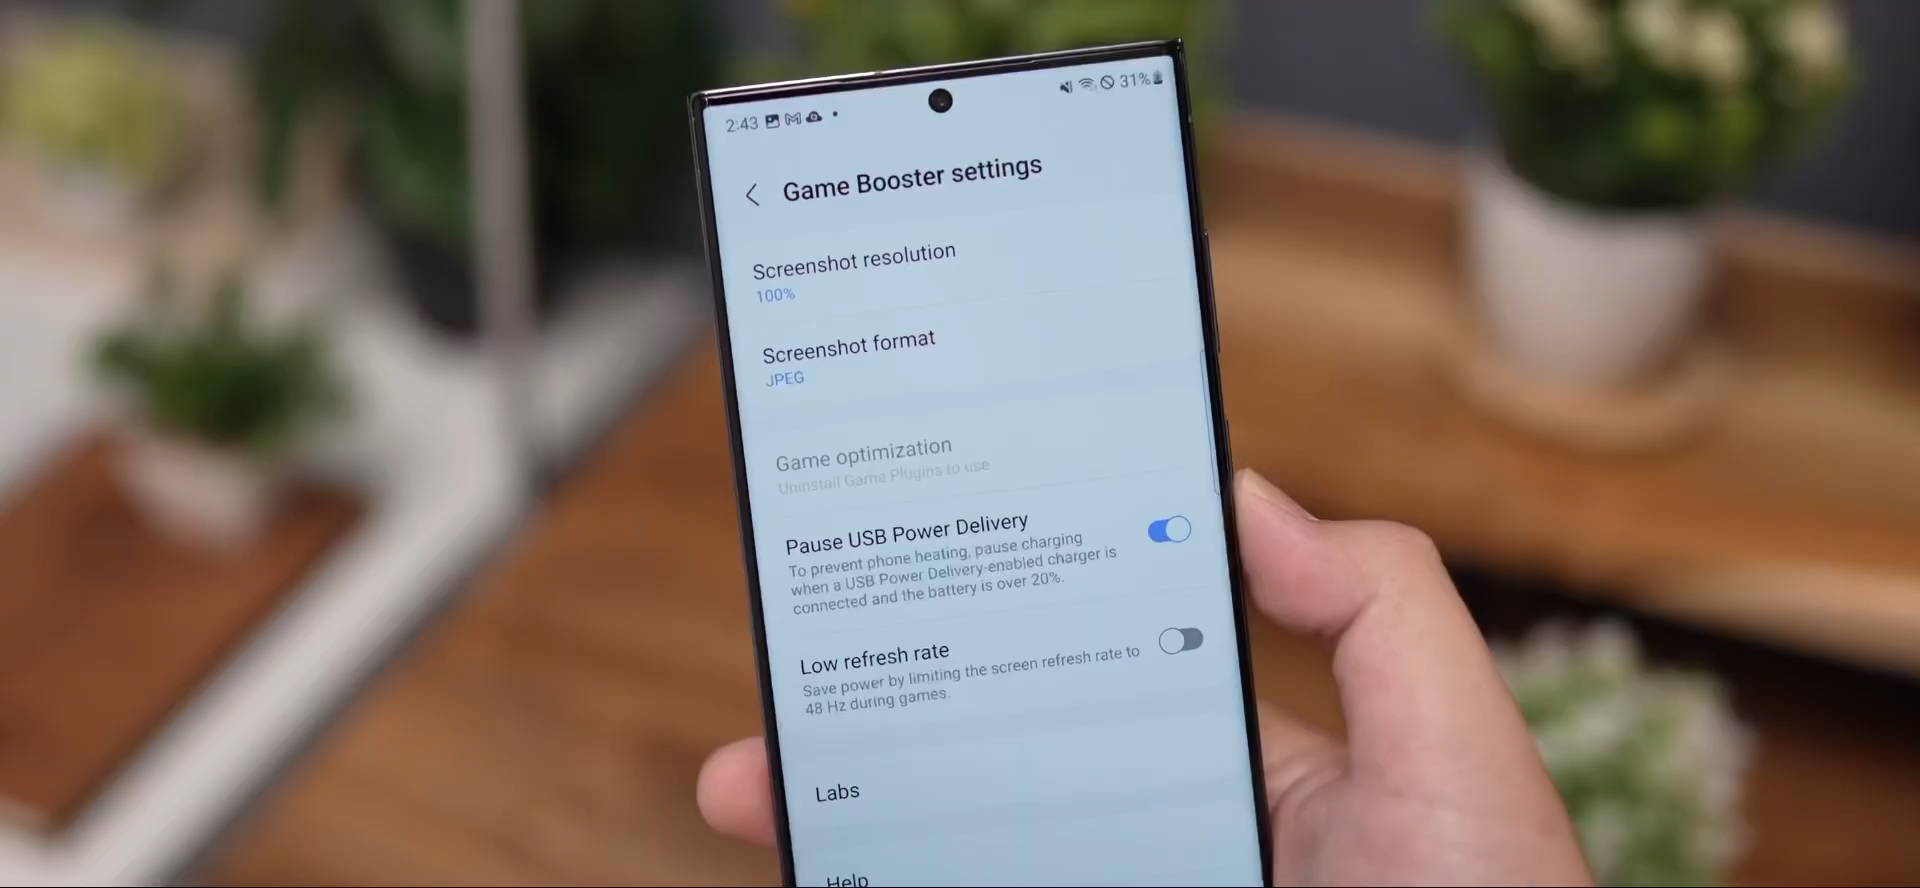 2:43
31%
Game Booster settings
Screenshot resolution
100%
Screenshot format
JPEG
Game optimization
Uninstall Game Plugins to use
Pause USB Power Delivery
To prevent phone heating, pause charging
when a USB Power Delivery-enabled charger is
connected and the battery is over 20%.
Low refresh rate
Save power by limiting the screen refresh rate to
48 Hz during games.
Labs
Help